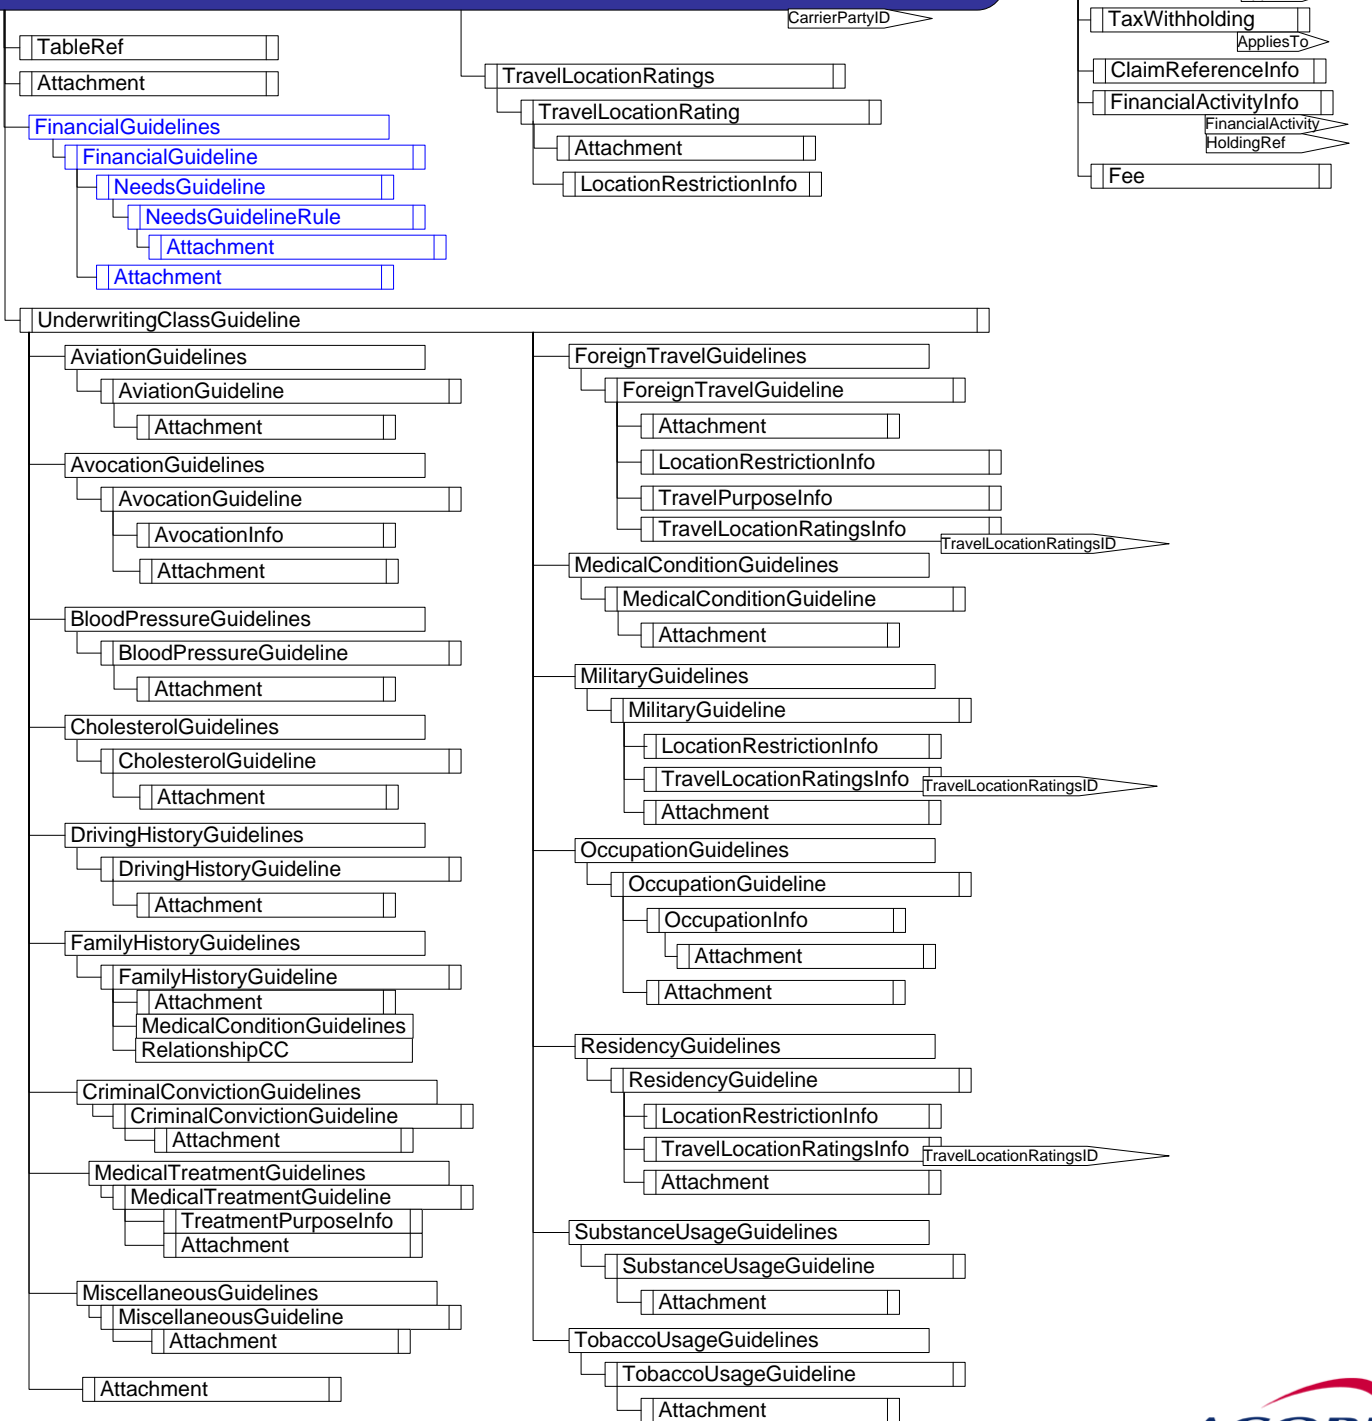 CarrierPartyID
TableRef
Attachment
FinancialGuidelines
FinancialGuideline
NeedsGuideline
NeedsGuidelineRule
Attachment
Attachment
TravelLocationRatings
TravelLocationRating
Attachment
LocationRestrictionInfo
TaxWithholding
AppliesTo
ClaimReferenceInfo
FinancialActivityInfo
FinancialActivity
HoldingRef
Fee
UnderwritingClassGuideline
AviationGuidelines
AviationGuideline
Attachment
AvocationGuidelines
AvocationGuideline
AvocationInfo
Attachment
BloodPressureGuidelines
BloodPressureGuideline
Attachment
CholesterolGuidelines
CholesterolGuideline
Attachment
DrivingHistoryGuidelines
DrivingHistoryGuideline
Attachment
FamilyHistoryGuidelines
FamilyHistoryGuideline
Attachment
MedicalConditionGuidelines
RelationshipCC
CriminalConvictionGuidelines
CriminalConvictionGuideline
Attachment
MedicalTreatmentGuidelines
MedicalTreatmentGuideline
TreatmentPurposeInfo
Attachment
MiscellaneousGuidelines
MiscellaneousGuideline
Attachment
Attachment
ForeignTravelGuidelines
ForeignTravelGuideline
Attachment
LocationRestrictionInfo
TravelPurposeInfo
TravelLocationRatingsInfo
TravelLocationRatingsID
MedicalConditionGuidelines
MedicalConditionGuideline
Attachment
MilitaryGuidelines
MilitaryGuideline
LocationRestrictionInfo
TravelLocationRatingsInfo
TravelLocationRatingsID
Attachment
OccupationGuidelines
OccupationGuideline
OccupationInfo
Attachment
Attachment
ResidencyGuidelines
ResidencyGuideline
LocationRestrictionInfo
TravelLocationRatingsInfo
TravelLocationRatingsID
Attachment
SubstanceUsageGuidelines
SubstanceUsageGuideline
Attachment
TobaccoUsageGuidelines
TobaccoUsageGuideline
Attachment